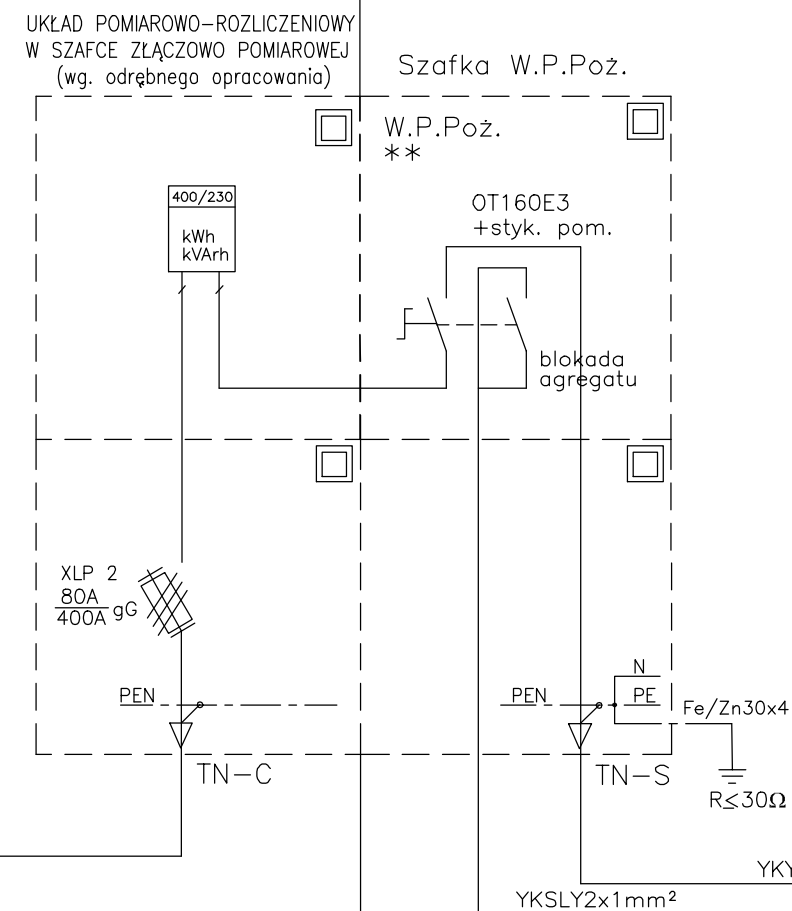 UKŁAD POMIAROWO-ROZLICZENIOWY
W SZAFCE ZŁĄCZOWO POMIAROWEJ
(wg. odrębnego opracowania)
Szafka W.P.Poż.
W.P.Poż.
**
400/230
kWh
kVArh
OT160E3
+styk. pom.
blokada
agregatu
XLP 2
80A
400A gG
PEN
TN-C
PEN
N
PE
Fe/Zn30x4
TN-S
R≤30Ω
YKY
YKSLY2x1mm²